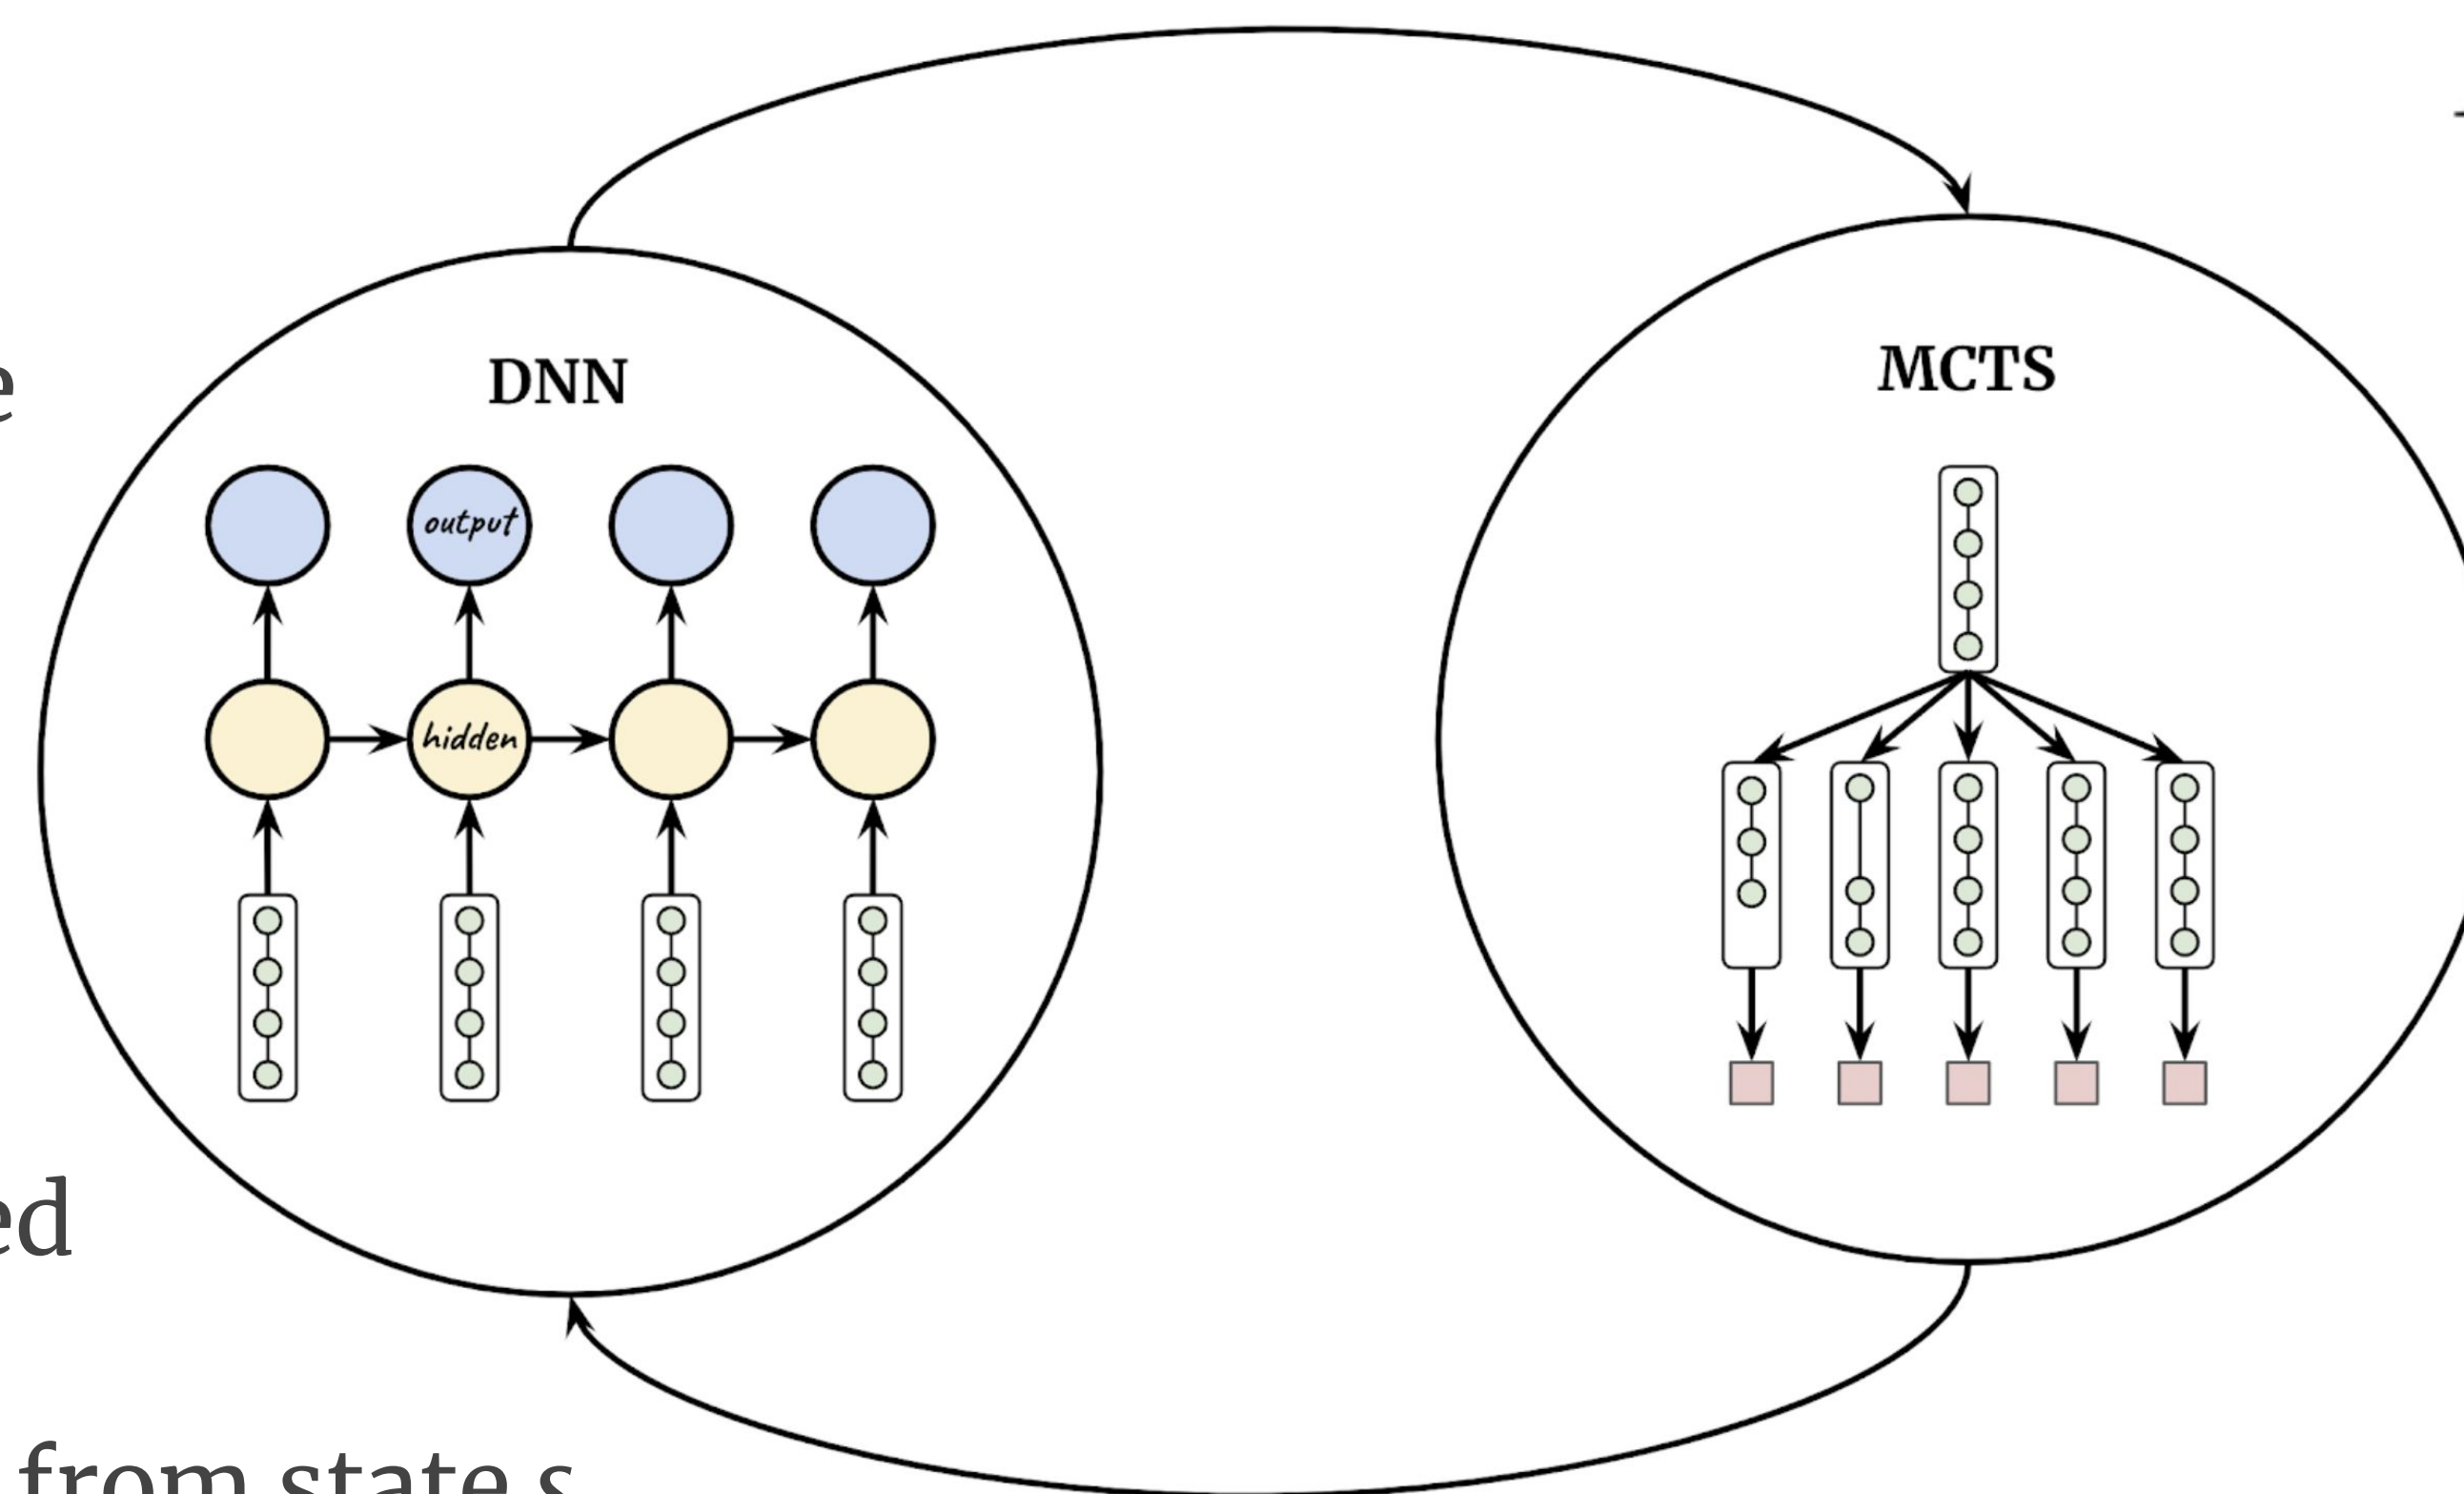 e
DNN
MCTS
output
hidden
ed
from state s